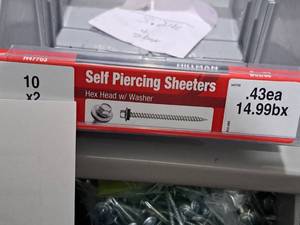 HILLMAN
10
x2
Self Piercing Sheeters
Hex Head w/ Washer
.43ea
14.99bx